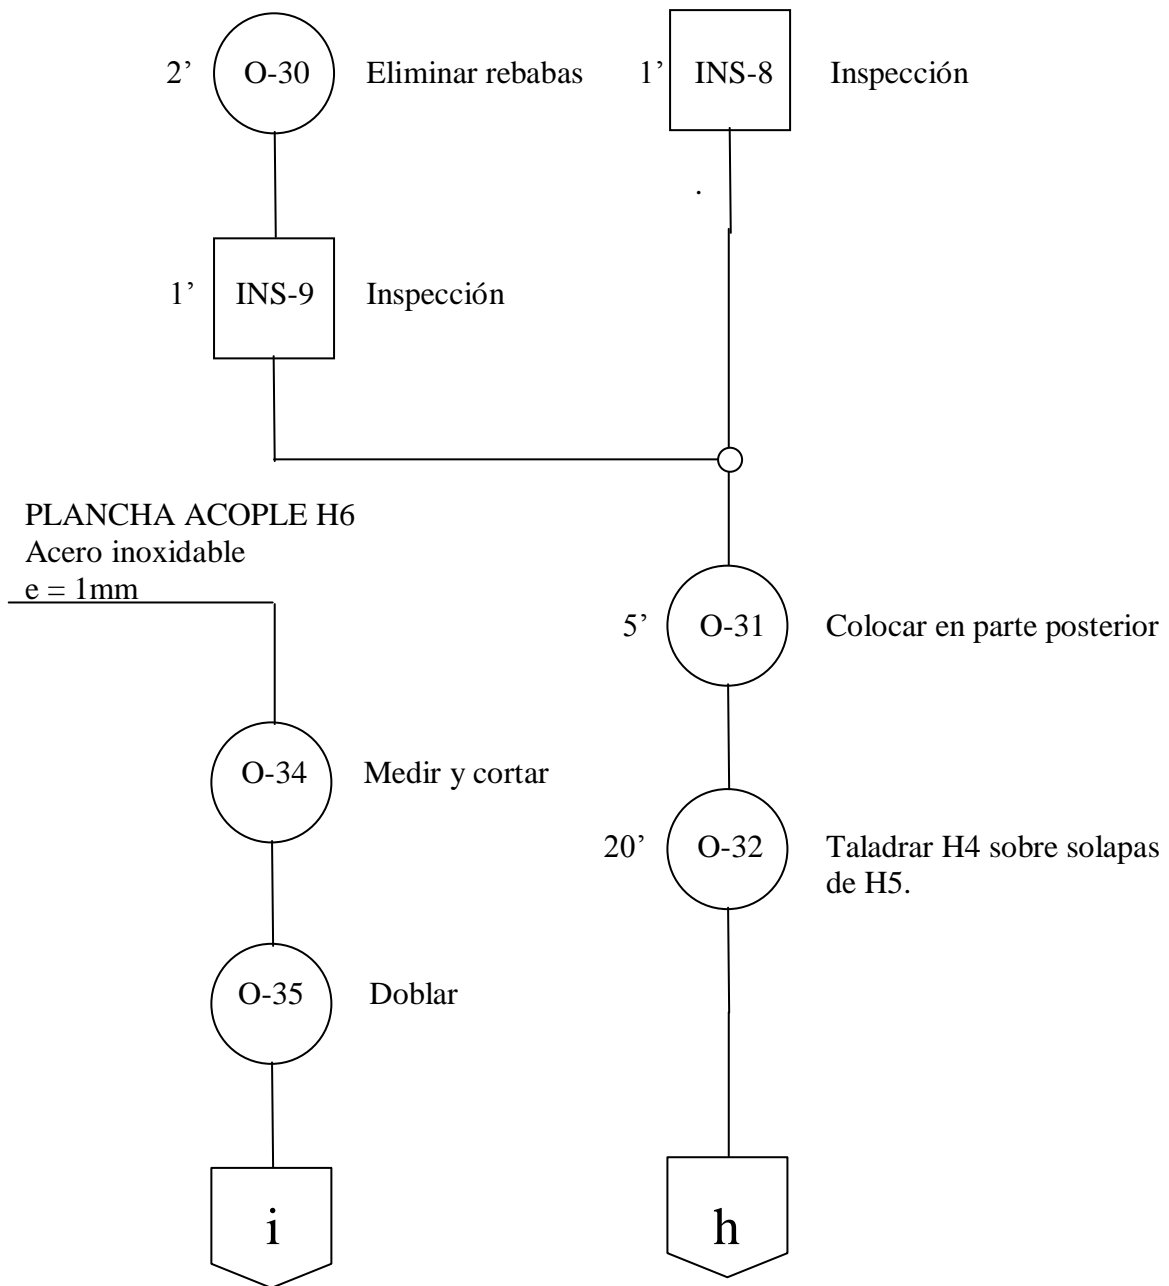 2’ O-30 Eliminar rebabas 1’ INS-8 Inspección
.
1’ INS-9 Inspección
PLANCHA ACOPLE H6
Acero inoxidable
e = 1mm
5’ O-31 Colocar en parte posterior
O-34 Medir y cortar
20’ O-32 Taladrar H4 sobre solapas
de H5.
O-35 Doblar
i h